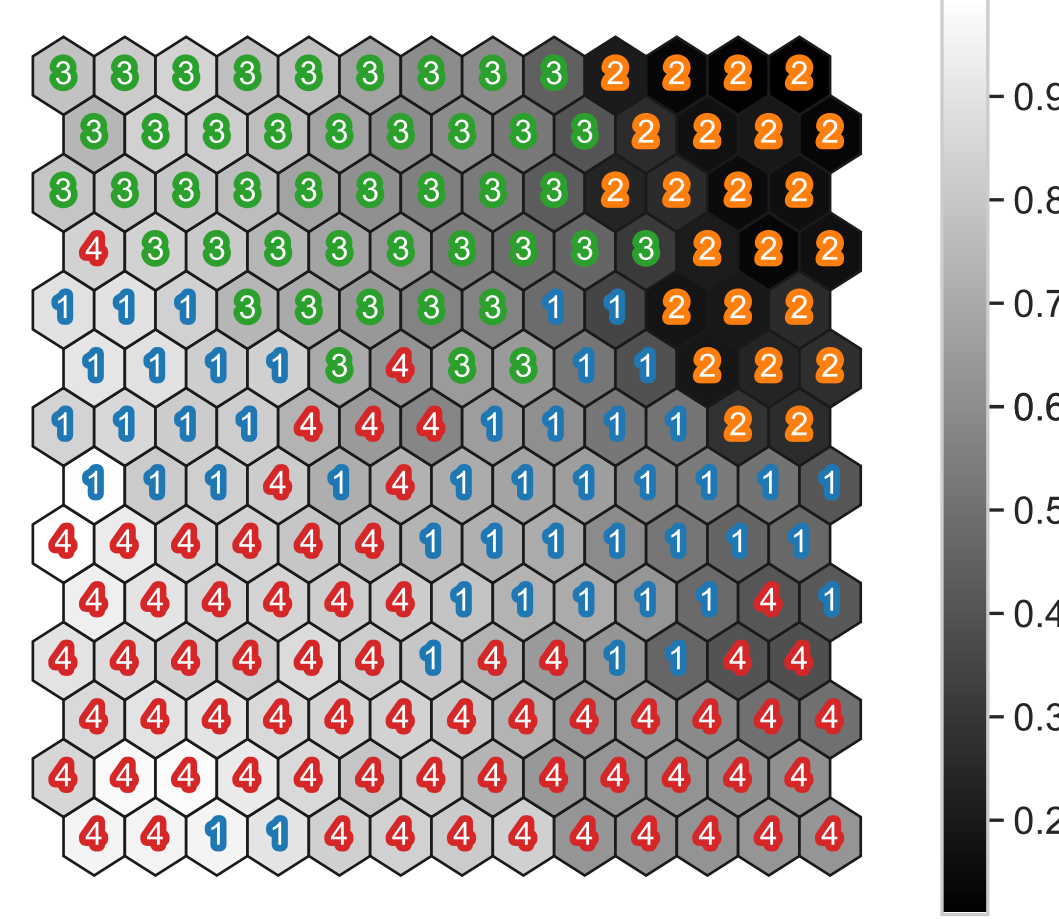 3 3 3 3 3 3 3 3 3 2 2 2 2
3 3 3 3 3 3 3 3 3 2 2 2 2
3 3 3 3 3 3 3 3 3 2 2 2 2
4 3 3 3 3 3 3 3 3 3 2 2 2
1 1 1 3 3 3 3 3 1 1 2 2 2
1 1 1 1 3 4 3 3 1 1 2 2 2
1 1 1 1 4 4 4 1 1 1 1 2 2
1 1 1 4 1 4 1 1 1 1 1 1 1
4 4 4 4 4 4 1 1 1 1 1 1 1
4 4 4 4 4 4 1 1 1 1 1 4 1
4 4 4 4 4 4 1 4 4 1 1 4 4
4 4 4 4 4 4 4 4 4 4 4 4 4
4 4 4 4 4 4 4 4 4 4 4 4 4
4 4 1 1 4 4 4 4 4 4 4 4 4
0.9
0.8
0.7
0.6
0.5
0.4
0.3
0.2